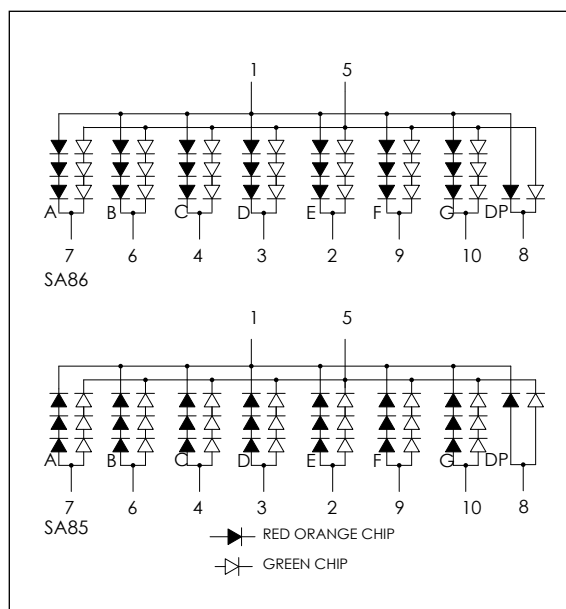 1 5
A B C D E F G DP
7 6 4 3 2 9 10 8
SA86
1 5
A B C D E F G DP
7 6 4 3 2 9 10 8
SA85
RED ORANGE CHIP
GREEN CHIP